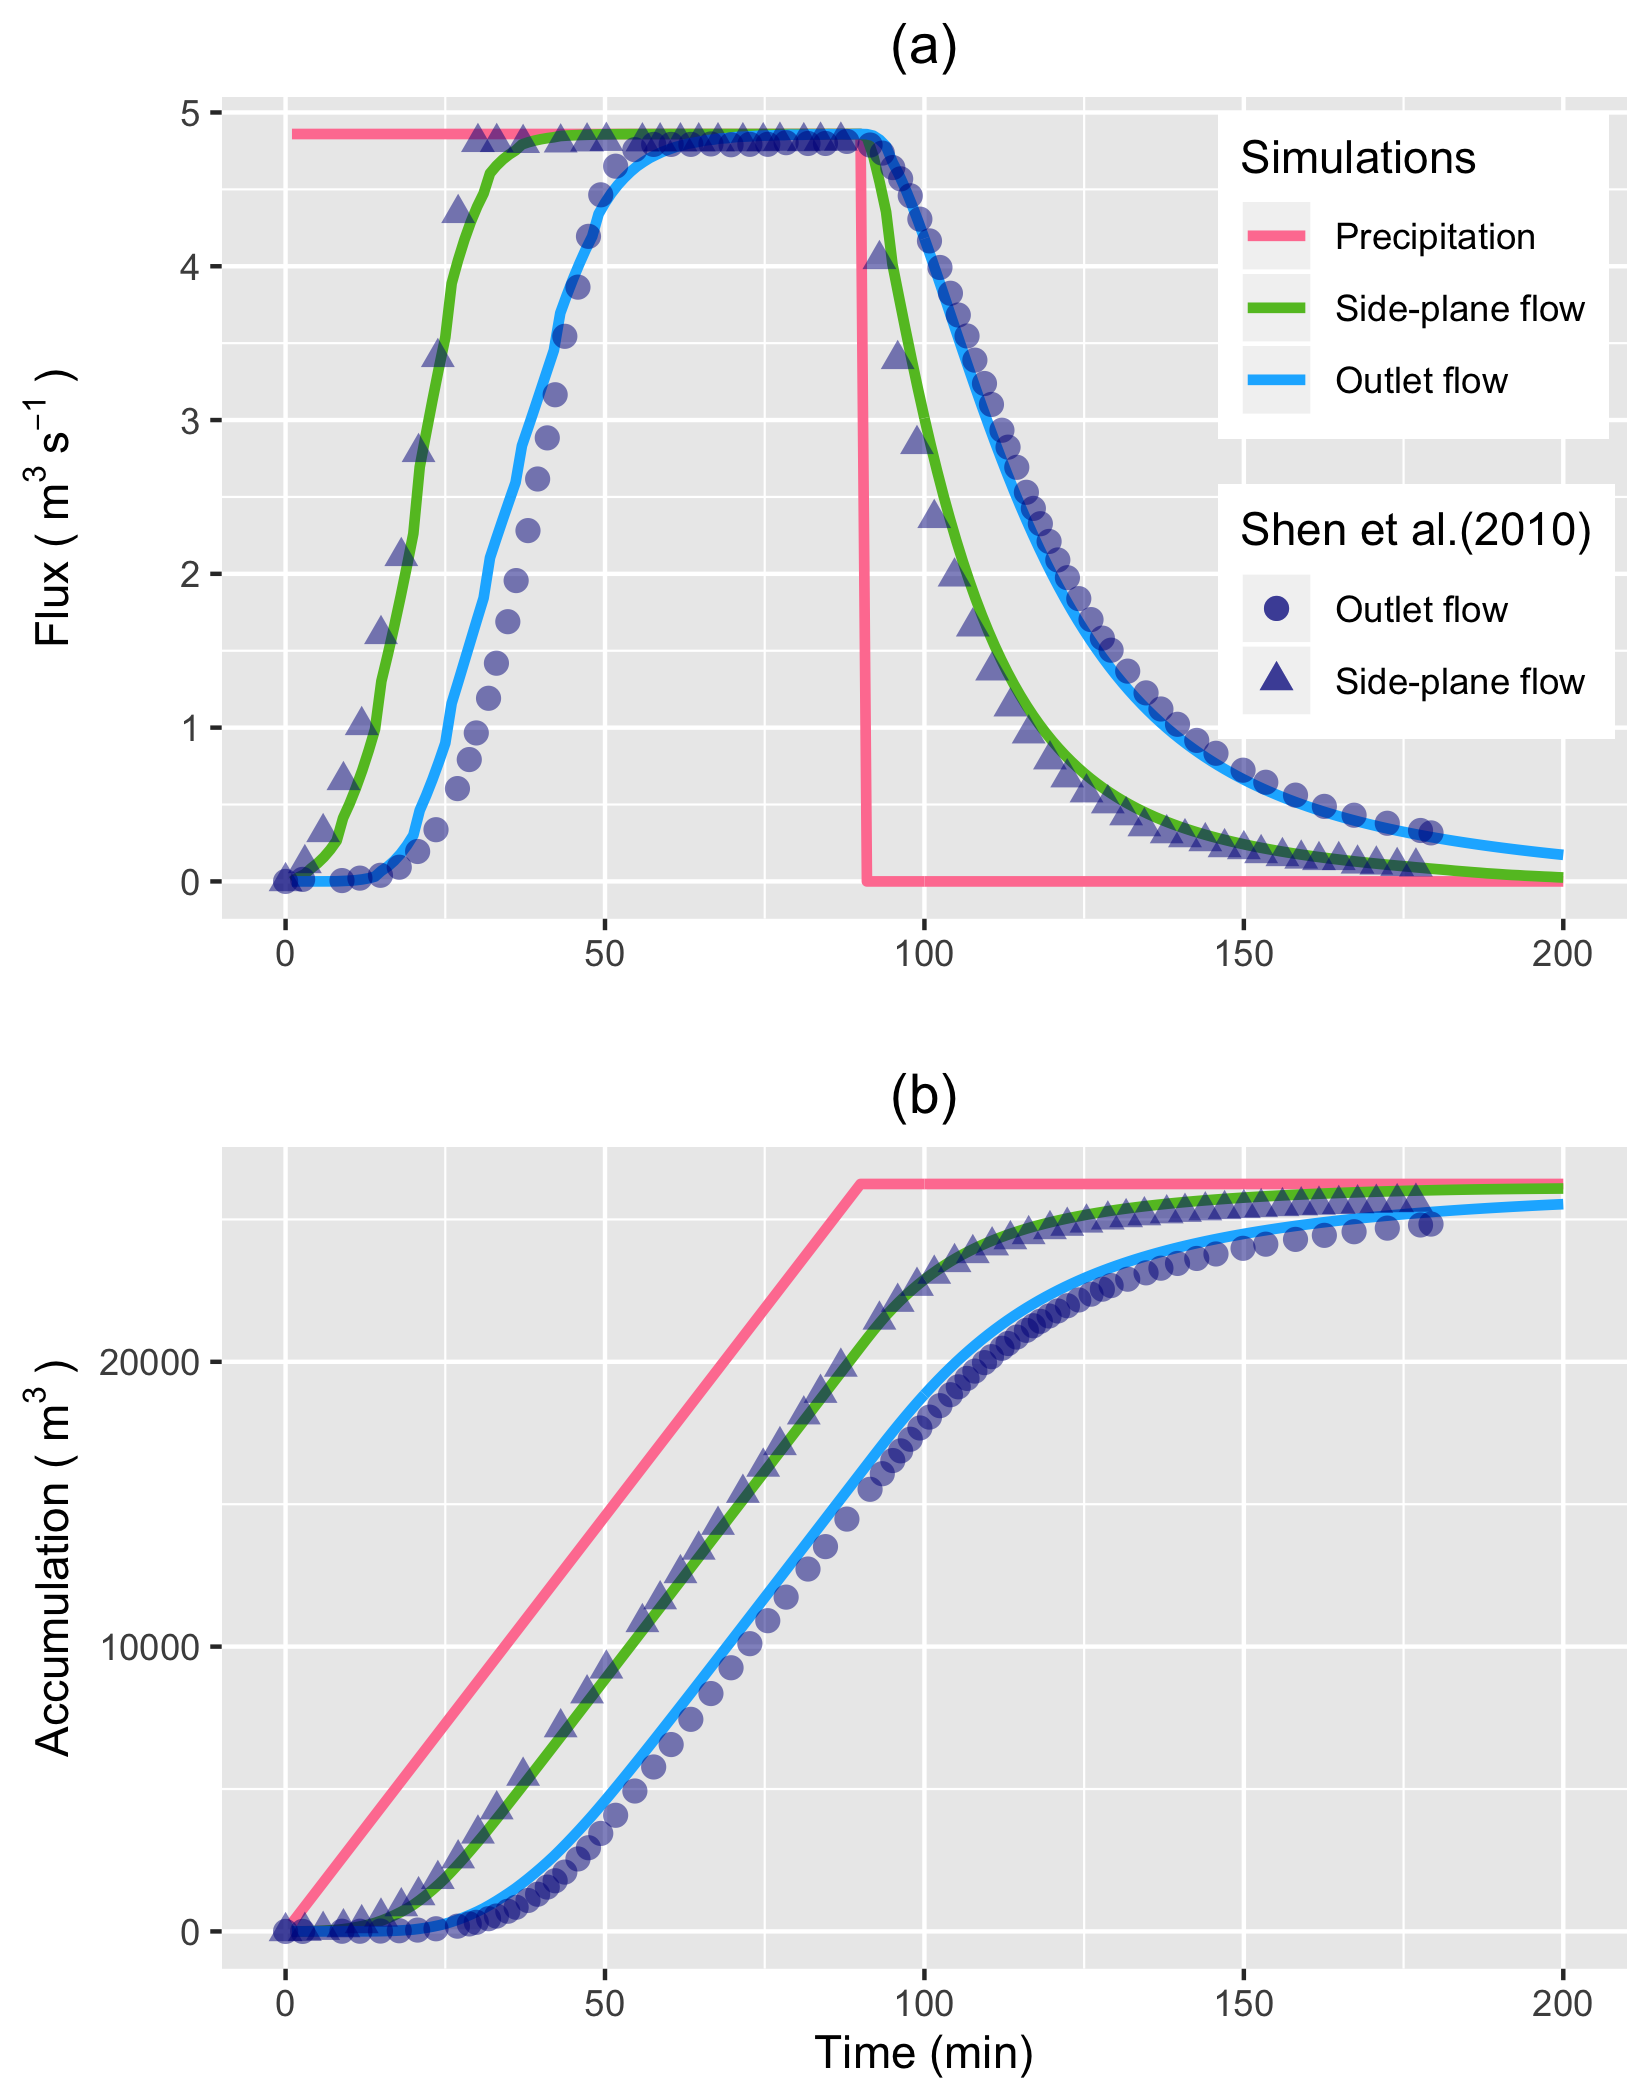 (a)
Flux ( m³ s⁻¹ )
5
4
3
2
1
0
0 50 100 150 200
Simulations
Precipitation
Side-plane flow
Outlet flow
Shen et al.(2010)
Outlet flow
Side-plane flow
(b)
Accumulation ( m³ )
20000
10000
0
0 50 100 150 200
Time (min)